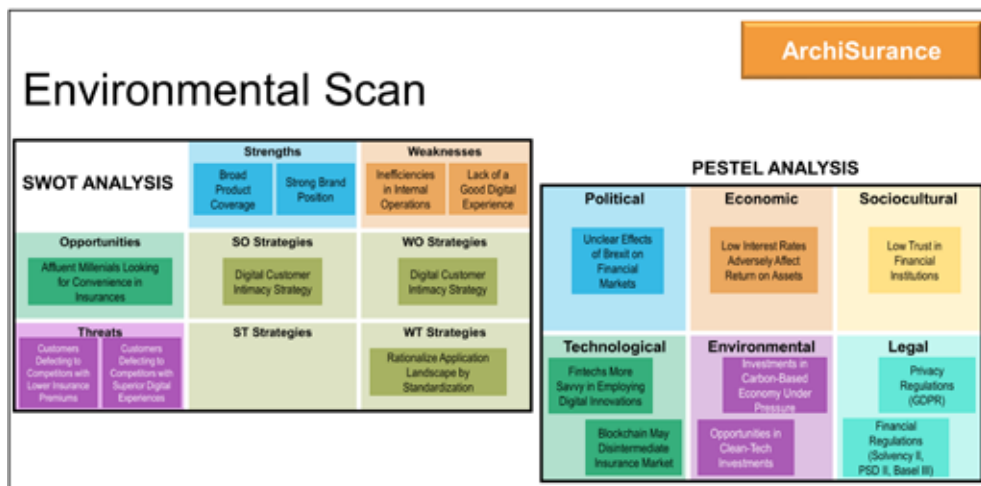 ArchiSurance
Environmental Scan
SWOT ANALYSIS
Strengths
Broad
Product
Coverage
Strong Brand
Position
Weaknesses
Inefficiencies
in Internal
Operations
Lack of a
Good Digital
Experience
Opportunities
Affluent Millenials Looking
for Convenience in
Insurances
SO Strategies
Digital Customer
Intimacy Strategy
WO Strategies
Digital Customer
Intimacy Strategy
Threats
Customers
Defecting to
Competitors with
Lower Insurance
Premiums
Customers
Defecting to
Competitors with
Superior Digital
Experiences
ST Strategies
WT Strategies
Rationalize Application
Landscape by
Standardization
PESTEL ANALYSIS
Political
Unclear Effects
of Brexit on
Financial
Markets
Economic
Low Interest Rates
Adversely Affect
Return on Assets
Sociocultural
Low Trust in
Financial
Institutions
Technological
Fintechs More
Savvy in Employing
Digital Innovations
Blockchain May
Disintermediate
Insurance Market
Environmental
Investments in
Carbon-Based
Economy Under
Pressure
Opportunities in
Clean-Tech
Investments
Legal
Privacy
Regulations
(GDPR)
Financial
Regulations
(Solvency II,
PSD II, Basel III)